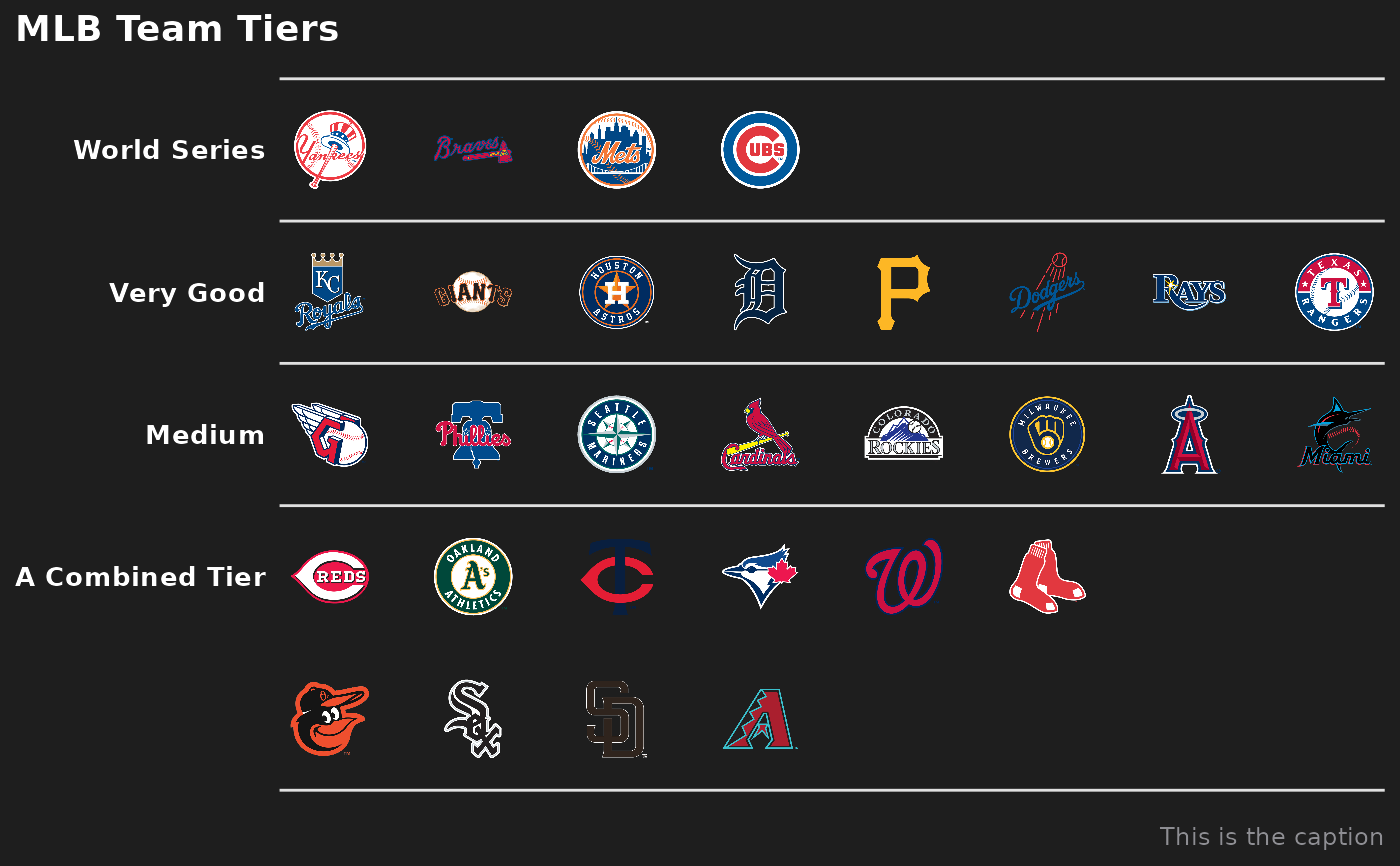 MLB Team Tiers
World Series
Yankees
Braves
Mets
CUBS
Very Good
KC
Royals
GIANTS
HOUSTON
H
ASTROS
D
P
Dodgers
RAYS
TEXAS
T
RANGERS
Medium
G
Phillies
SEATTLE
MARINERS
Cardinals
COLORADO
ROCKIES
MILWAUKEE
BREWERS
A
Miami
A Combined Tier
REDS
OAKLAND
A's
ATHLETICS
TC
W
Sox
SD
A
This is the caption